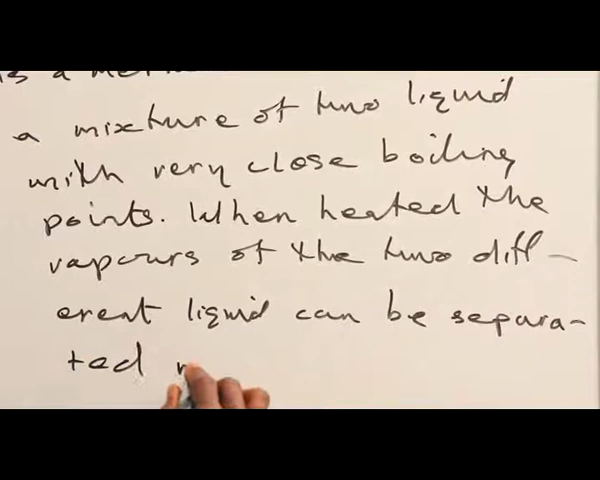 is a
a mixture of two liquid
with very close boiling
points. When heated the
vapours of the two diff-
erent liquid can be separa-
ted